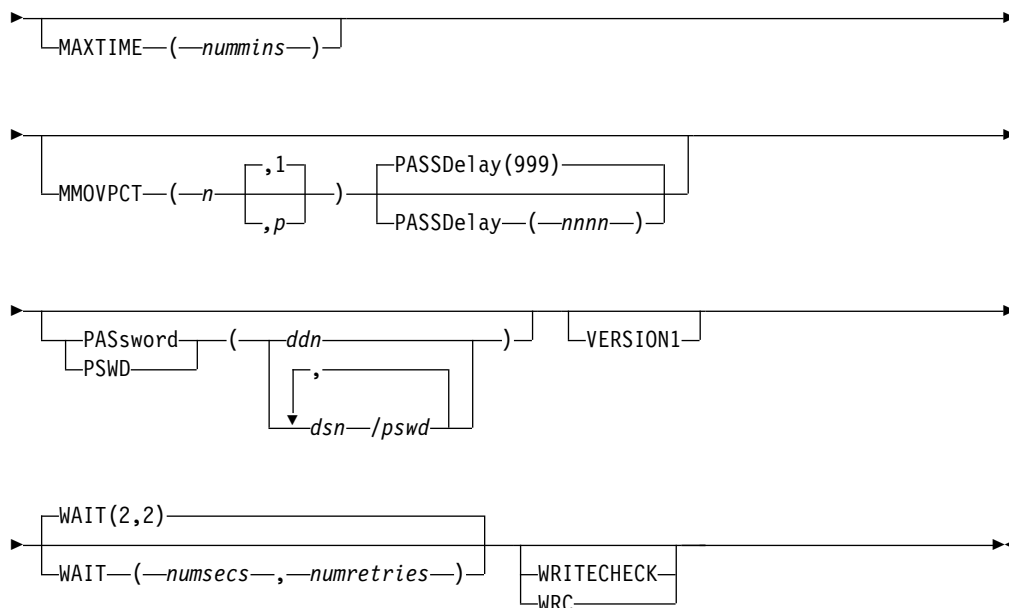 MAXTIME ( nummins )
,1 PASSDelay(999)
MMOVPCT ( n ) 
,p PASSDelay ( nnnn )
PASsword ( ddn ) VERSION1
PSWD ,
dsn /pswd
WAIT(2,2)
WAIT ( numsecs , numretries ) WRITECHECK
WRC